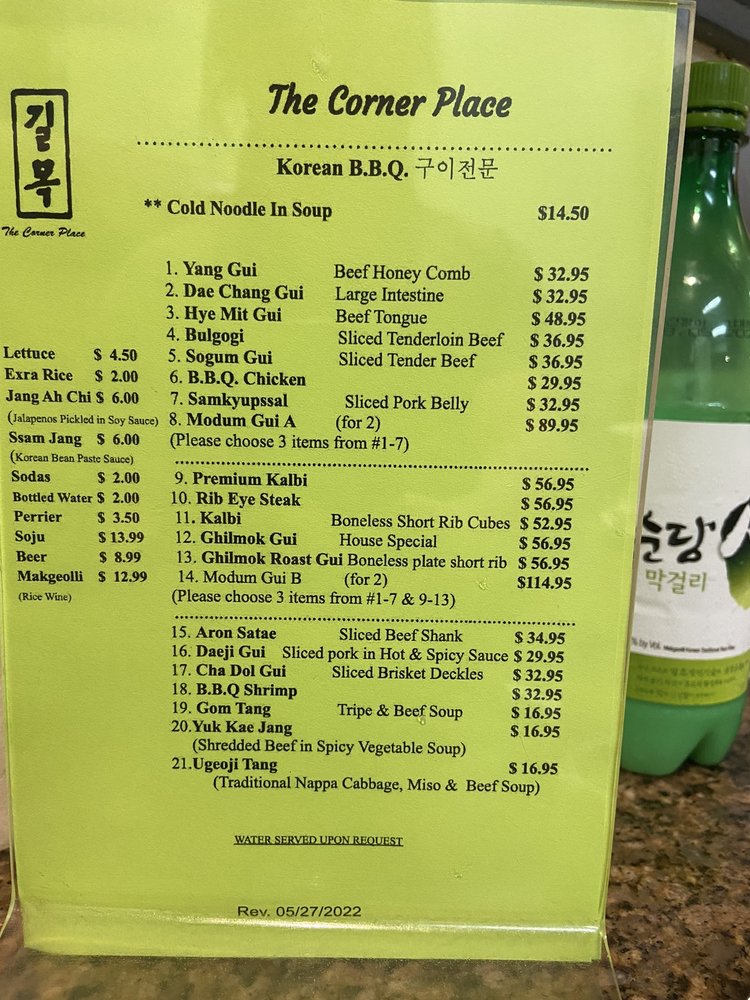 길목
The Corner Place
The Corner Place
Korean B.B.Q. 구이전문
** Cold Noodle In Soup $14.50
1. Yang Gui Beef Honey Comb $ 32.95
2. Dae Chang Gui Large Intestine $ 32.95
3. Hye Mit Gui Beef Tongue $ 48.95
4. Bulgogi Sliced Tenderloin Beef $ 36.95
5. Sogum Gui Sliced Tender Beef $ 36.95
6. B.B.Q. Chicken $ 29.95
7. Samkyupssal Sliced Pork Belly $ 32.95
8. Modum Gui A (for 2) $ 89.95
(Please choose 3 items from #1-7)
9. Premium Kalbi $ 56.95
10. Rib Eye Steak $ 56.95
11. Kalbi Boneless Short Rib Cubes $ 52.95
12. Ghilmok Gui House Special $ 56.95
13. Ghilmok Roast Gui Boneless plate short rib $ 56.95
14. Modum Gui B (for 2) $114.95
(Please choose 3 items from #1-7 & 9-13)
15. Aron Satae Sliced Beef Shank $ 34.95
16. Daeji Gui Sliced pork in Hot & Spicy Sauce $ 29.95
17. Cha Dol Gui Sliced Brisket Deckles $ 32.95
18. B.B.Q Shrimp $ 32.95
19. Gom Tang Tripe & Beef Soup $ 16.95
20.Yuk Kae Jang $ 16.95
(Shredded Beef in Spicy Vegetable Soup)
21.Ugeoji Tang $ 16.95
(Traditional Nappa Cabbage, Miso & Beef Soup)
WATER SERVED UPON REQUEST
Rev. 05/27/2022
Lettuce $ 4.50
Exra Rice $ 2.00
Jang Ah Chi $ 6.00
(Jalapenos Pickled in Soy Sauce)
Ssam Jang $ 6.00
(Korean Bean Paste Sauce)
Sodas $ 2.00
Bottled Water $ 2.00
Perrier $ 3.50
Soju $ 13.99
Beer $ 8.99
Makgeolli $ 12.99
(Rice Wine)
순당
막걸리
% by Vol.